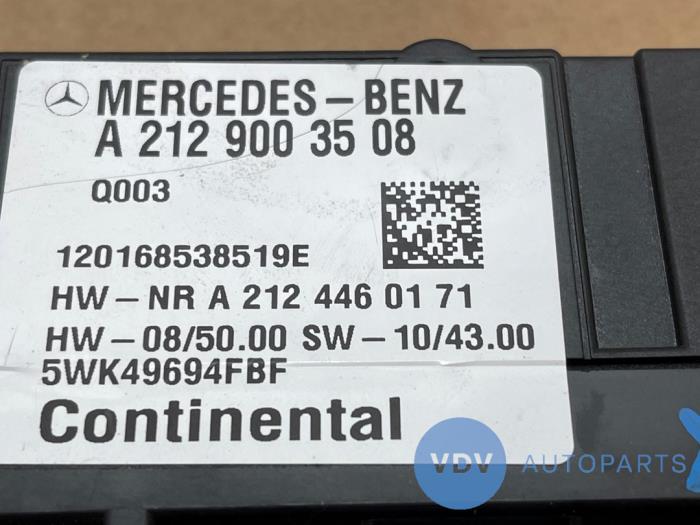 MERCEDES-BENZ
A 212 900 35 08
Q003
120168538519E
HW-NR A 212 446 01 71
HW-08/50.00 SW-10/43.00
5WK49694FBF
Continental
VDV AUTOPARTS